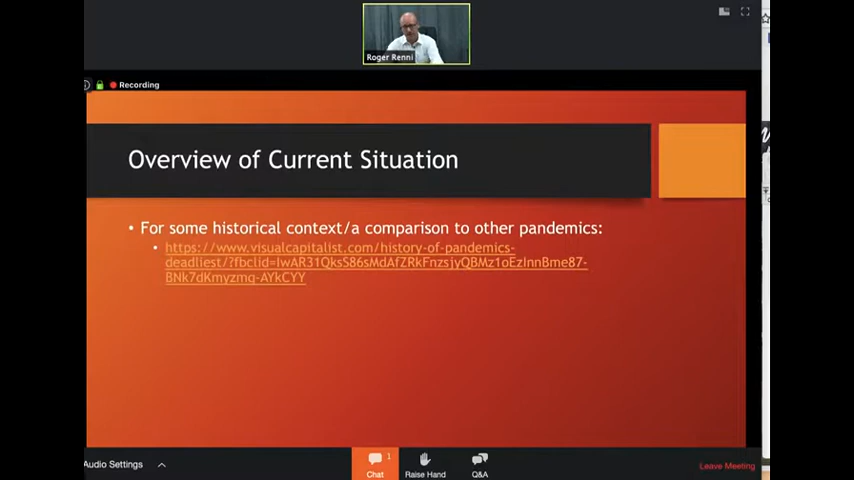 Roger Renni
Recording
Overview of Current Situation
• For some historical context/a comparison to other pandemics:
• https://www.visualcapitalist.com/history-of-pandemics-
deadliest/?fbclid=IwAR31QksS86sMdAfZRkFnzsjyQBMz1oEzInnBme87-
BNk7dKmyzmq-AYkCYY
Audio Settings
Chat 1
Raise Hand
Q&A
Leave Meeting